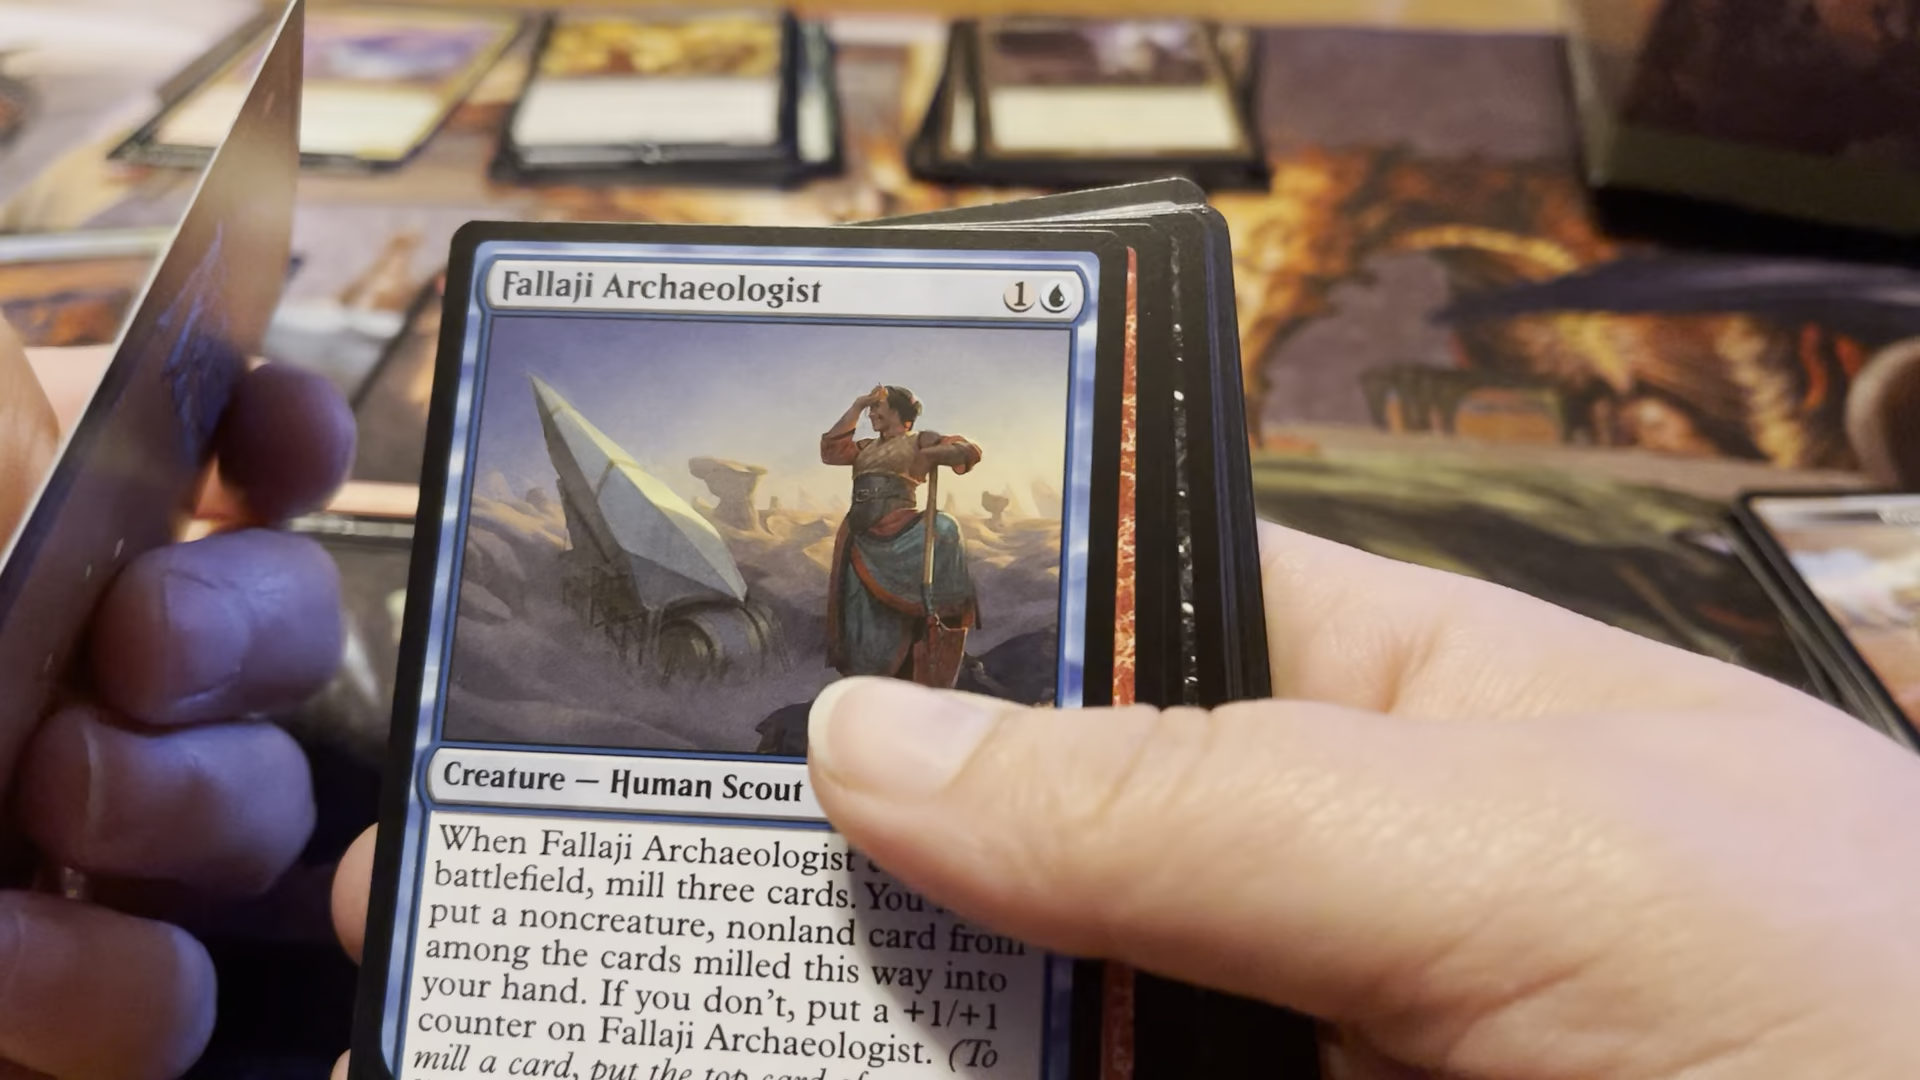 Fallaji Archaeologist 1
Creature — Human Scout
When Fallaji Archaeologist
battlefield, mill three cards. You
put a noncreature, nonland card from
among the cards milled this way into
your hand. If you don't, put a +1/+1
counter on Fallaji Archaeologist. (To
mill a card, put the top card of